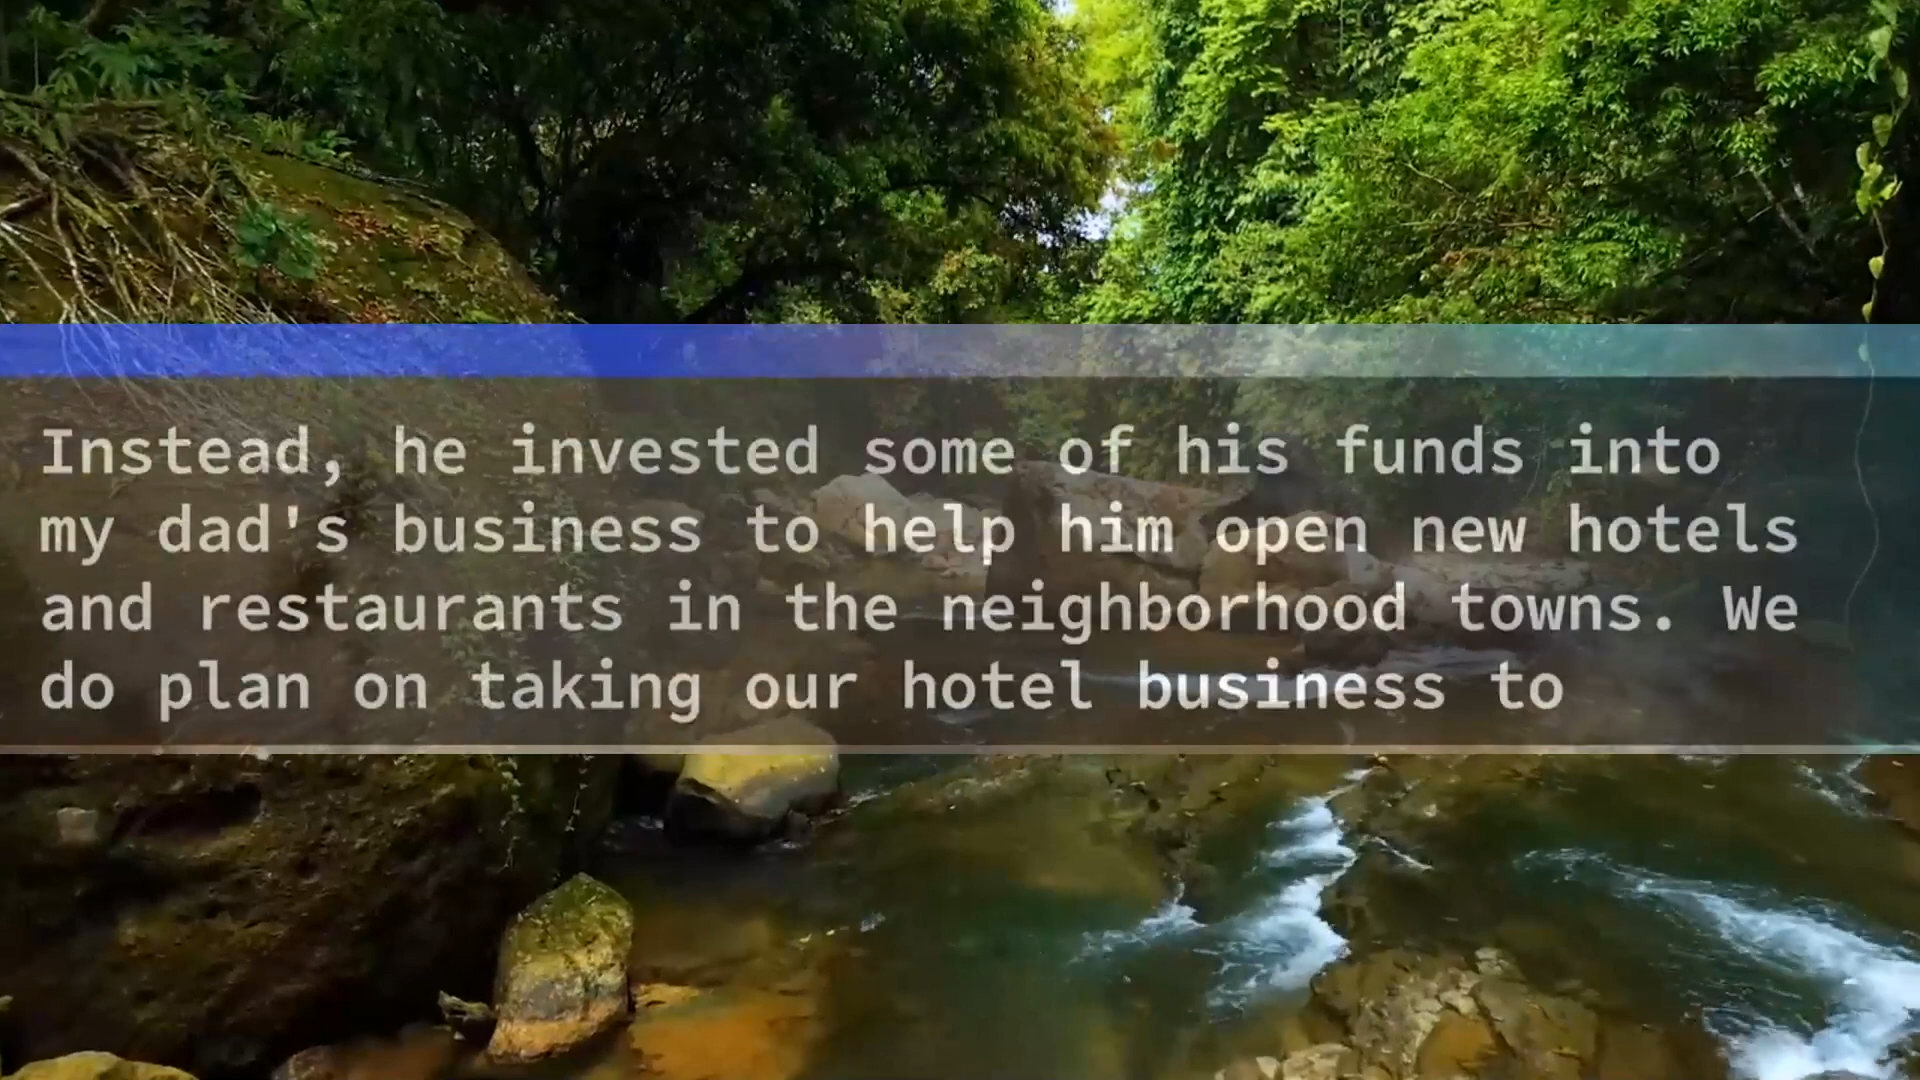 Instead, he invested some of his funds into
my dad's business to help him open new hotels
and restaurants in the neighborhood towns. We
do plan on taking our hotel business to